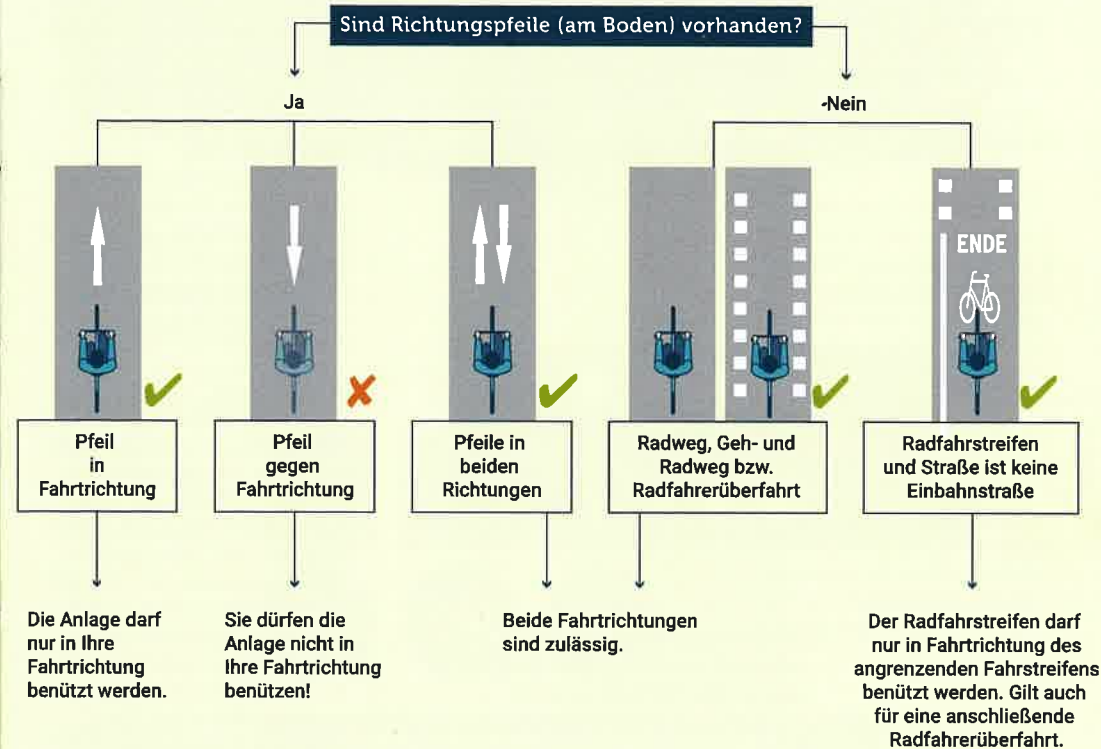 Sind Richtungspfeile (am Boden) vorhanden?
Ja
-Nein
ENDE
Pfeil
in
Fahrtrichtung
Pfeil
gegen
Fahrtrichtung
Pfeile in
beiden
Richtungen
Radweg, Geh- und
Radweg bzw.
Radfahrerüberfahrt
Radfahrstreifen
und Straße ist keine
Einbahnstraße
Die Anlage darf
nur in Ihre
Fahrtrichtung
benützt werden.
Sie dürfen die
Anlage nicht in
Ihre Fahrtrichtung
benützen!
Beide Fahrtrichtungen
sind zulässig.
Der Radfahrstreifen darf
nur in Fahrtrichtung des
angrenzenden Fahrstreifens
benützt werden. Gilt auch
für eine anschließende
Radfahrerüberfahrt.